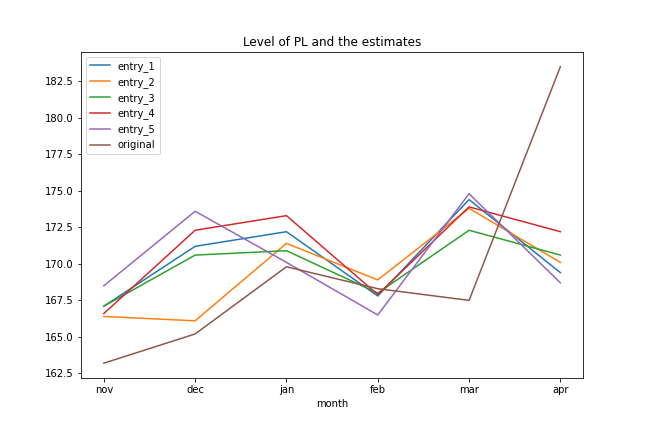 Level of PL and the estimates
entry_1
entry_2
entry_3
entry_4
entry_5
original
182.5
180.0
177.5
175.0
172.5
170.0
167.5
165.0
162.5
nov dec jan feb mar apr
month